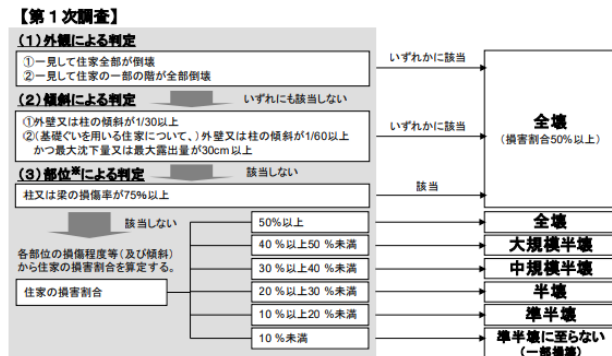 【第１次調査】
(1)外観による判定
①一見して住家全部が倒壊
②一見して住家の一部の階が全部倒壊
いずれかに該当
(2)傾斜による判定
いずれにも該当しない
①外壁又は柱の傾斜が1/30以上
②(基礎ぐいを用いる住家について、)外壁又は柱の傾斜が1/60以上
かつ最大沈下量又は最大露出量が30cm以上
いずれかに該当
全壊
(損害割合50%以上)
(3)部位※による判定
該当しない
柱又は梁の損傷率が75%以上
該当
該当しない
各部位の損傷程度等(及び傾斜)
から住家の損害割合を算定する。
住家の損害割合
50%以上
全壊
40 %以上50 %未満
大規模半壊
30 %以上40 %未満
中規模半壊
20 %以上30 %未満
半壊
10 %以上20 %未満
準半壊
10 %未満
準半壊に至らない
(一部損壊)